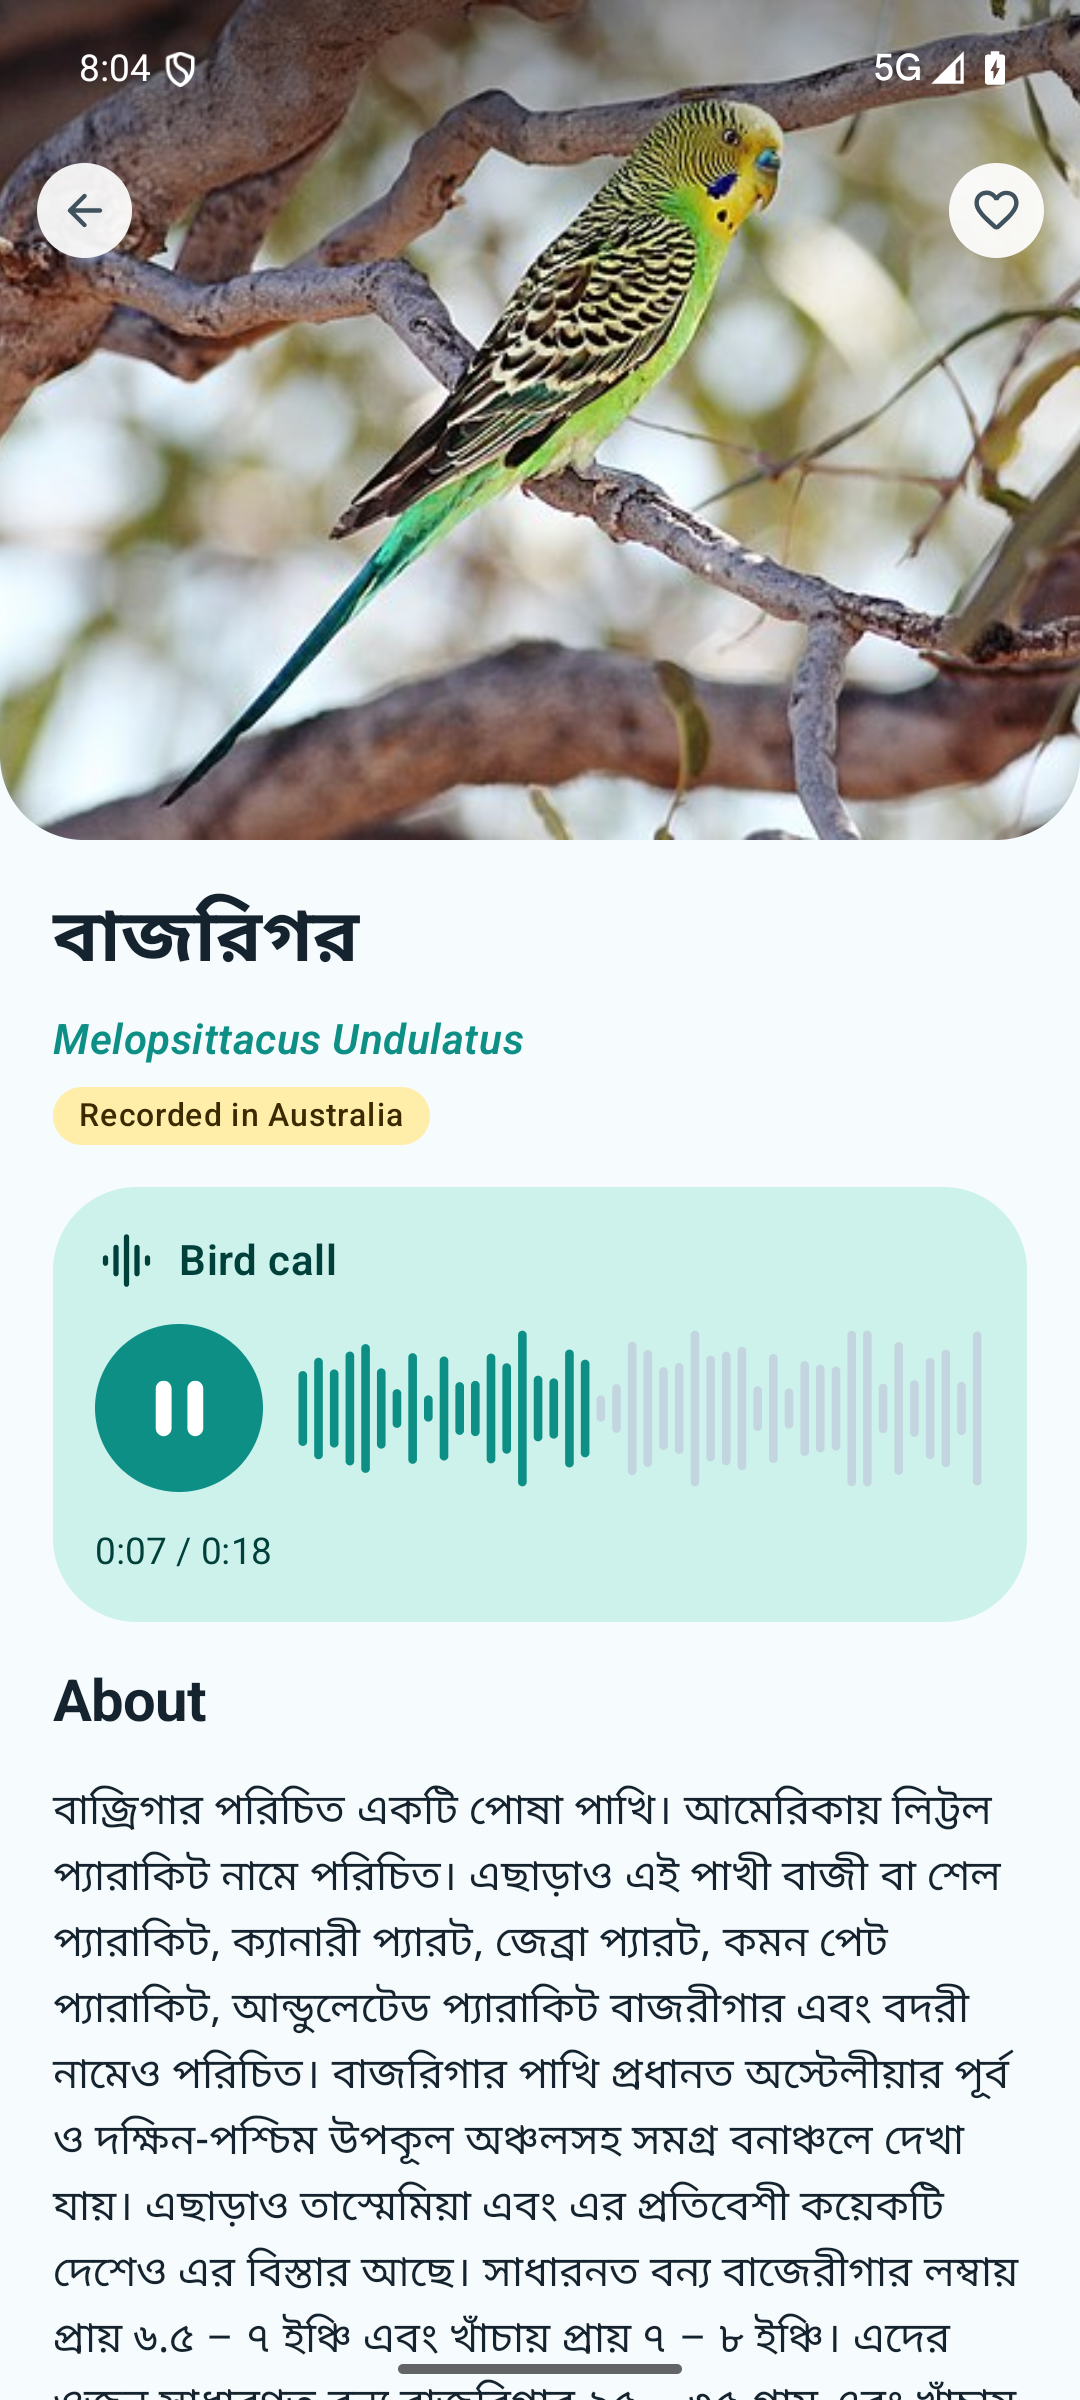 8:04
5G
বাজরিগর
Melopsittacus Undulatus
Recorded in Australia
Bird call
0:07 / 0:18
About
বাজ্রিগার পরিচিত একটি পোষা পাখি। আমেরিকায় লিট্টল
প্যারাকিট নামে পরিচিত। এছাড়াও এই পাখী বাজী বা শেল
প্যারাকিট, ক্যানারী প্যারট, জেব্রা প্যারট, কমন পেট
প্যারাকিট, আন্ডুলেটেড প্যারাকিট বাজরীগার এবং বদরী
নামেও পরিচিত। বাজরিগার পাখি প্রধানত অস্টেলীয়ার পূর্ব
ও দক্ষিন-পশ্চিম উপকূল অঞ্চলসহ সমগ্র বনাঞ্চলে দেখা
যায়। এছাড়াও তাস্মেমিয়া এবং এর প্রতিবেশী কয়েকটি
দেশেও এর বিস্তার আছে। সাধারনত বন্য বাজেরীগার লম্বায়
প্রায় ৬.৫ – ৭ ইঞ্চি এবং খাঁচায় প্রায় ৭ – ৮ ইঞ্চি। এদের